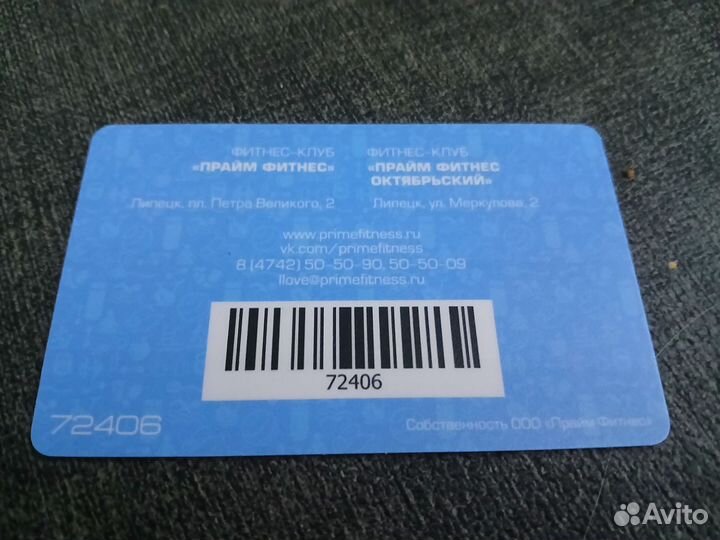 ФИТНЕС-КЛУБ
«ПРАЙМ ФИТНЕС»
Липецк, пл. Петра Великого, 2
ФИТНЕС-КЛУБ
«ПРАЙМ ФИТНЕС
ОКТЯБРЬСКИЙ»
Липецк, ул. Меркулова, 2
www.primefitness.ru
vk.com/primefitness
8 (4742) 50-50-90, 50-50-09
Ilove@primefitness.ru
72406
72406
Собственность ООО «Прайм Фитнес»
Avito